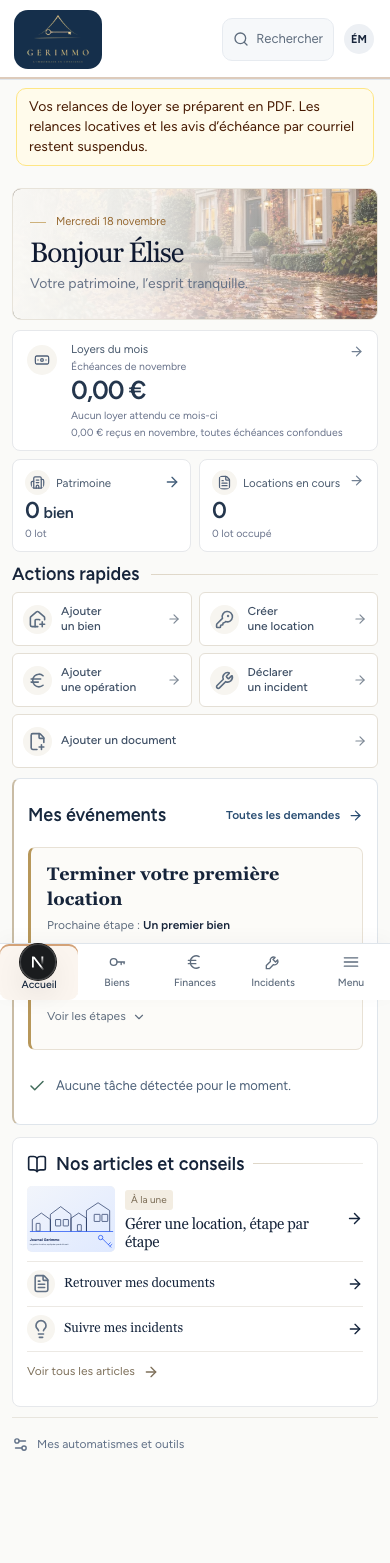 GERIMMO
Rechercher
ÉM
Vos relances de loyer se préparent en PDF. Les
relances locatives et les avis d’échéance par courriel
restent suspendus.
Mercredi 18 novembre
Bonjour Élise
Votre patrimoine, l’esprit tranquille.
Loyers du mois
Échéances de novembre
0,00 €
Aucun loyer attendu ce mois-ci
0,00 € reçus en novembre, toutes échéances confondues
Patrimoine
0 bien
0 lot
Locations en cours
0
0 lot occupé
Actions rapides
Ajouter
un bien
Créer
une location
Ajouter
une opération
Déclarer
un incident
Ajouter un document
Mes événements
Toutes les demandes
Terminer votre première
location
Prochaine étape : Un premier bien
N
Accueil
Biens
Finances
Incidents
Menu
Voir les étapes
Aucune tâche détectée pour le moment.
Nos articles et conseils
À la une
Gérer une location, étape par
étape
Journal Gerimmo
Retrouver mes documents
Suivre mes incidents
Voir tous les articles
Mes automatismes et outils